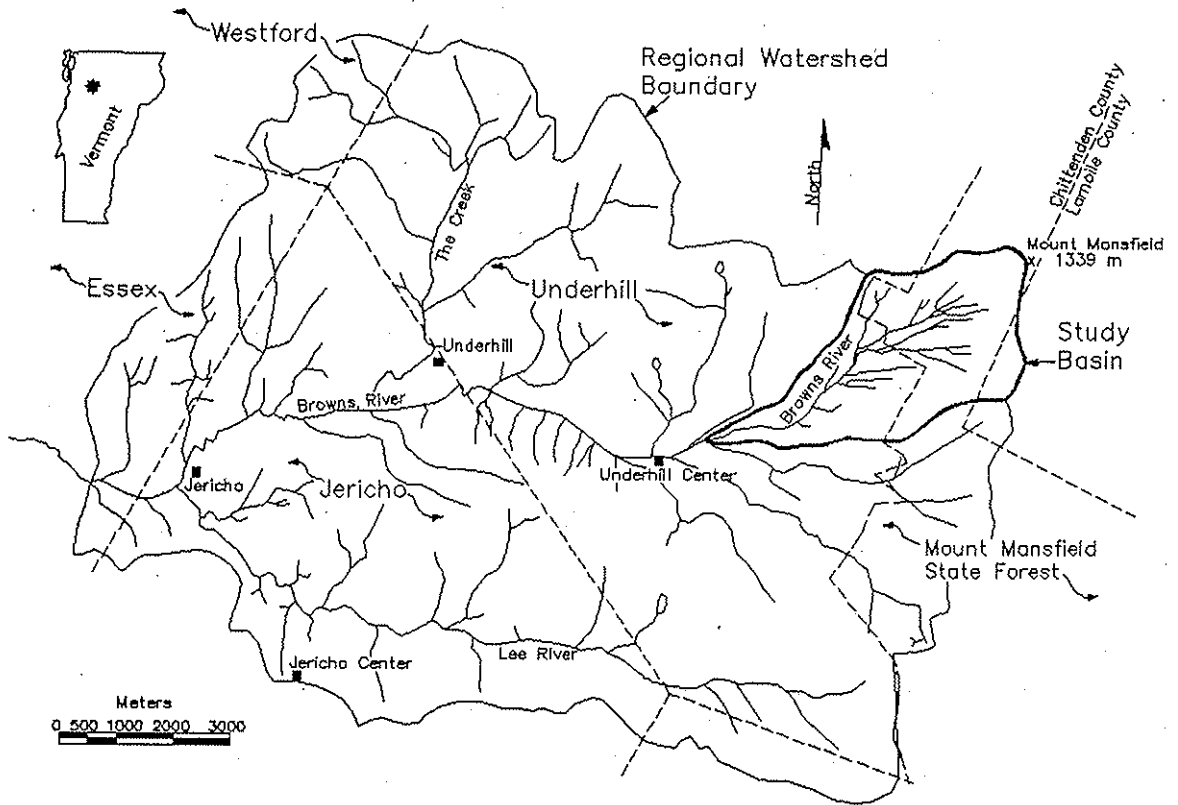 Westford
Regional Watershed
Boundary
Chittenden County
Lamoille County
Vermont
North
The Creek
Mount Mansfield
x 1339 m
Essex
Underhill
Study
Basin
Underhill
Browns River
Browns River
Underhill Center
Jericho
Jericho
Mount Mansfield
State Forest
Lee River
Jericho Center
Meters
0 500 1000 2000 3000